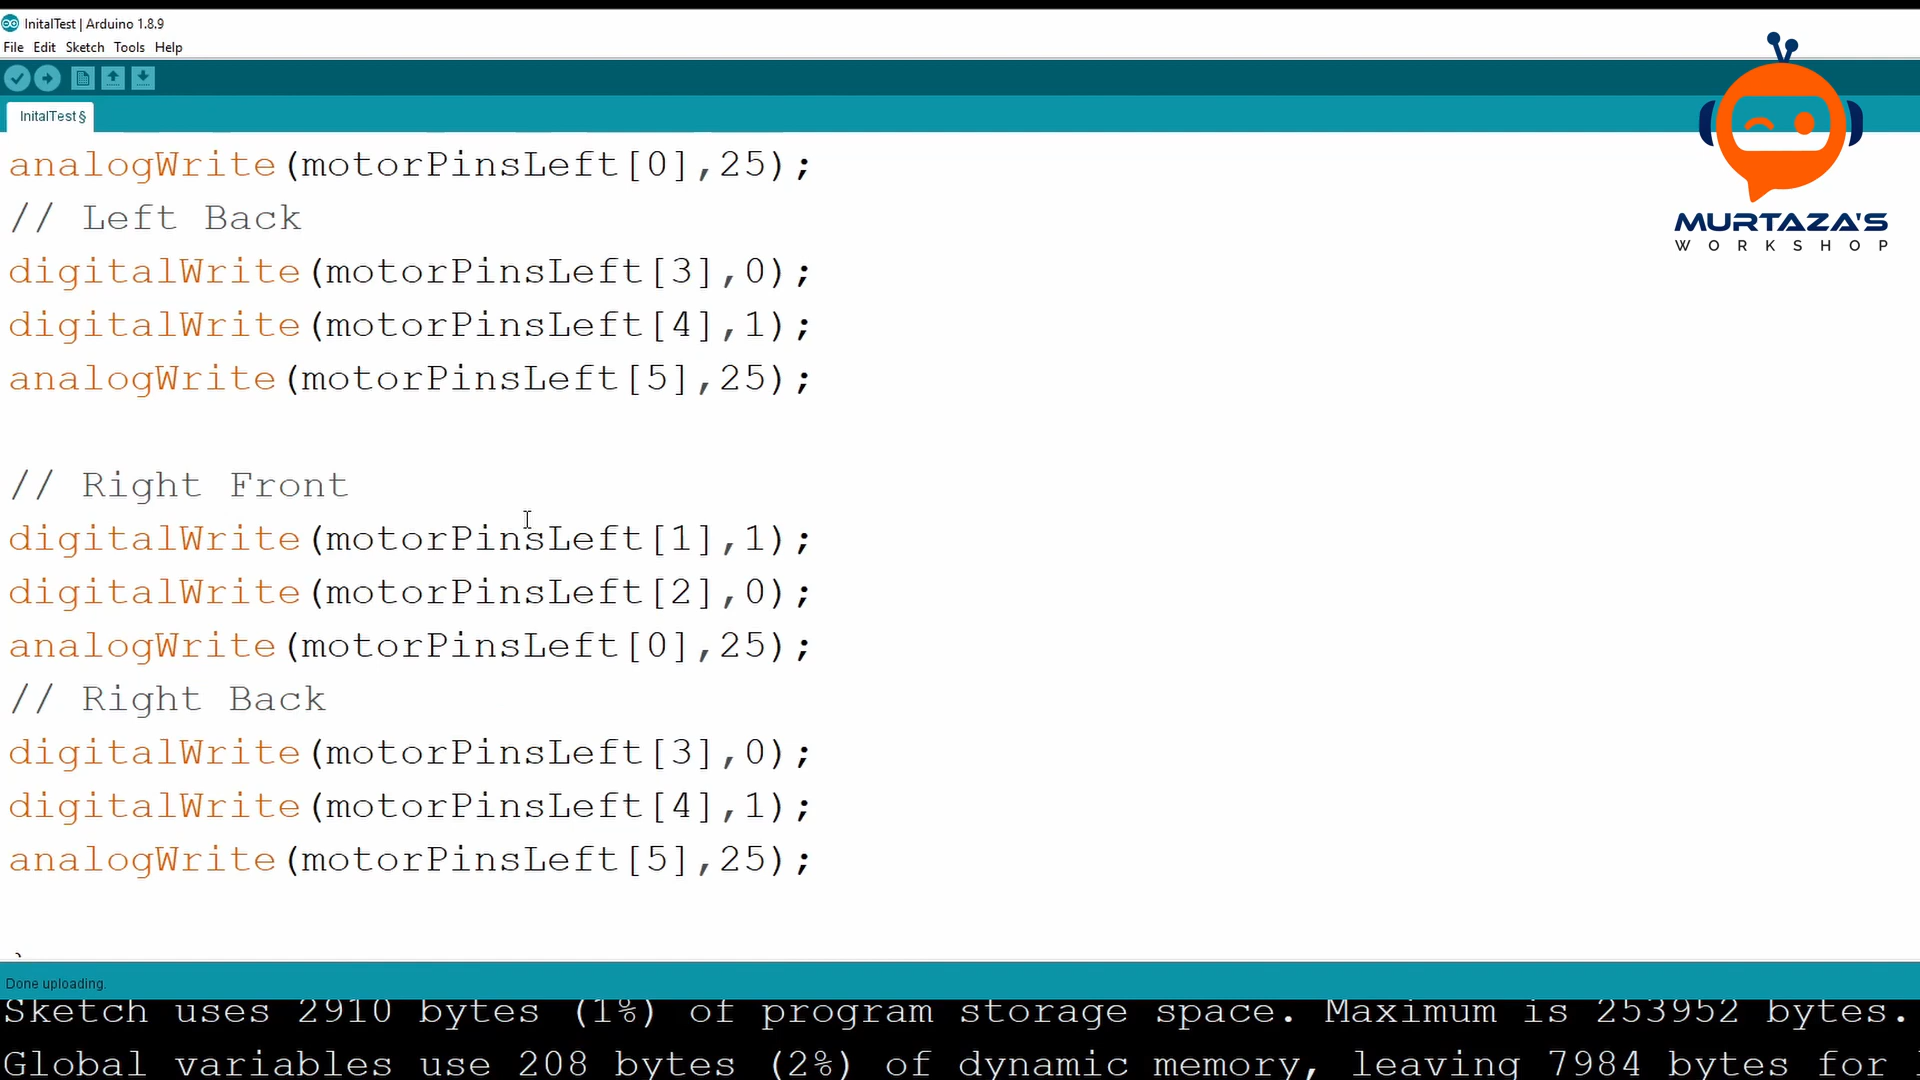 InitalTest | Arduino 1.8.9
File Edit Sketch Tools Help
InitalTest §
MURTAZA'S
WORKSHOP
analogWrite(motorPinsLeft[0],25);
// Left Back
digitalWrite(motorPinsLeft[3],0);
digitalWrite(motorPinsLeft[4],1);
analogWrite(motorPinsLeft[5],25);
// Right Front
digitalWrite(motorPinsLeft[1],1);
digitalWrite(motorPinsLeft[2],0);
analogWrite(motorPinsLeft[0],25);
// Right Back
digitalWrite(motorPinsLeft[3],0);
digitalWrite(motorPinsLeft[4],1);
analogWrite(motorPinsLeft[5],25);
Done uploading.
Sketch uses 2910 bytes (1%) of program storage space. Maximum is 253952 bytes.
Global variables use 208 bytes (2%) of dynamic memory, leaving 7984 bytes for